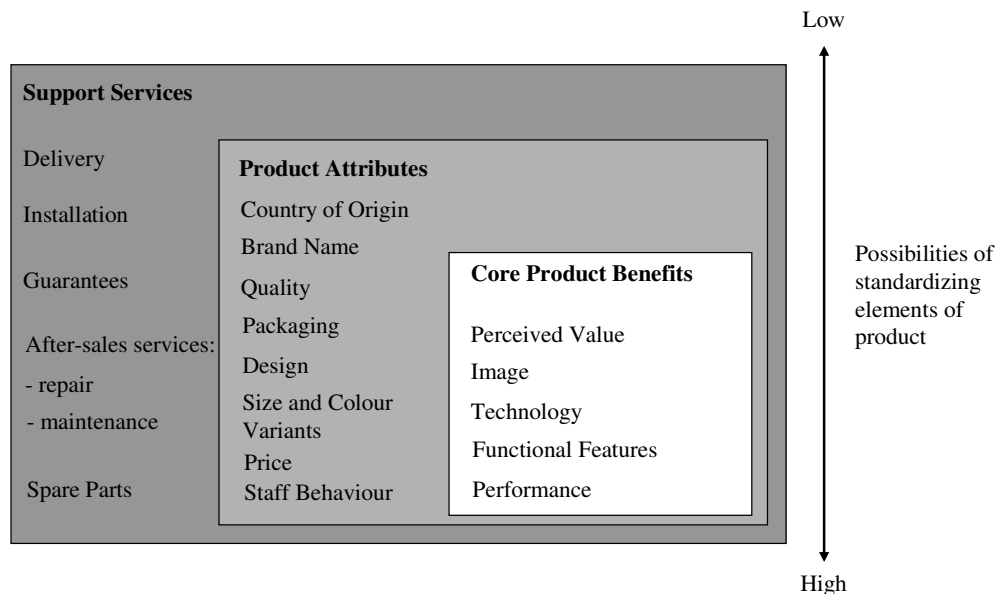 Low
Support Services
Delivery
Installation
Guarantees
After-sales services:
- repair
- maintenance
Spare Parts
Product Attributes
Country of Origin
Brand Name
Quality
Packaging
Design
Size and Colour
Variants
Price
Staff Behaviour
Core Product Benefits
Perceived Value
Image
Technology
Functional Features
Performance
Possibilities of
standardizing
elements of
product
High